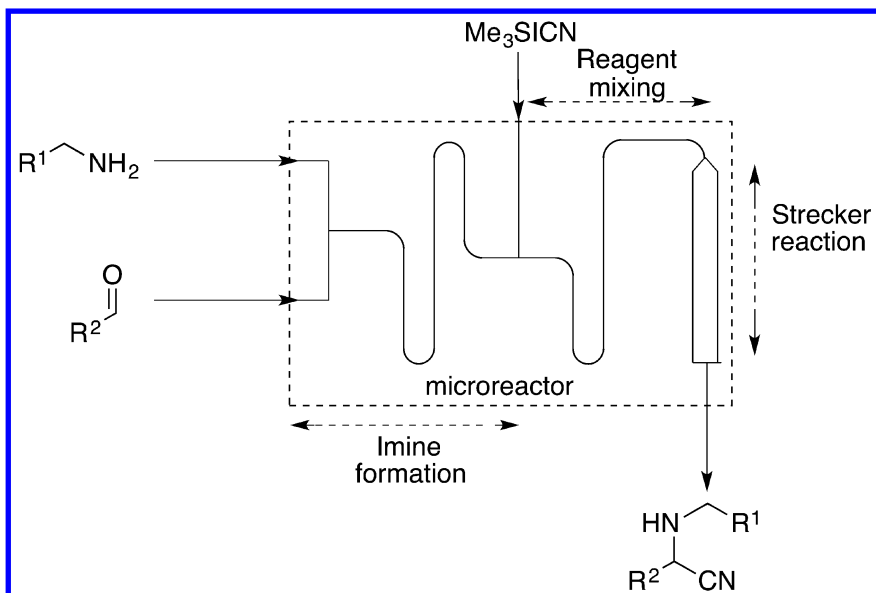 Me₃SICN
Reagent
mixing
R¹
NH₂
Strecker
reaction
O
R²
microreactor
Imine
formation
HN
R¹
R²
CN